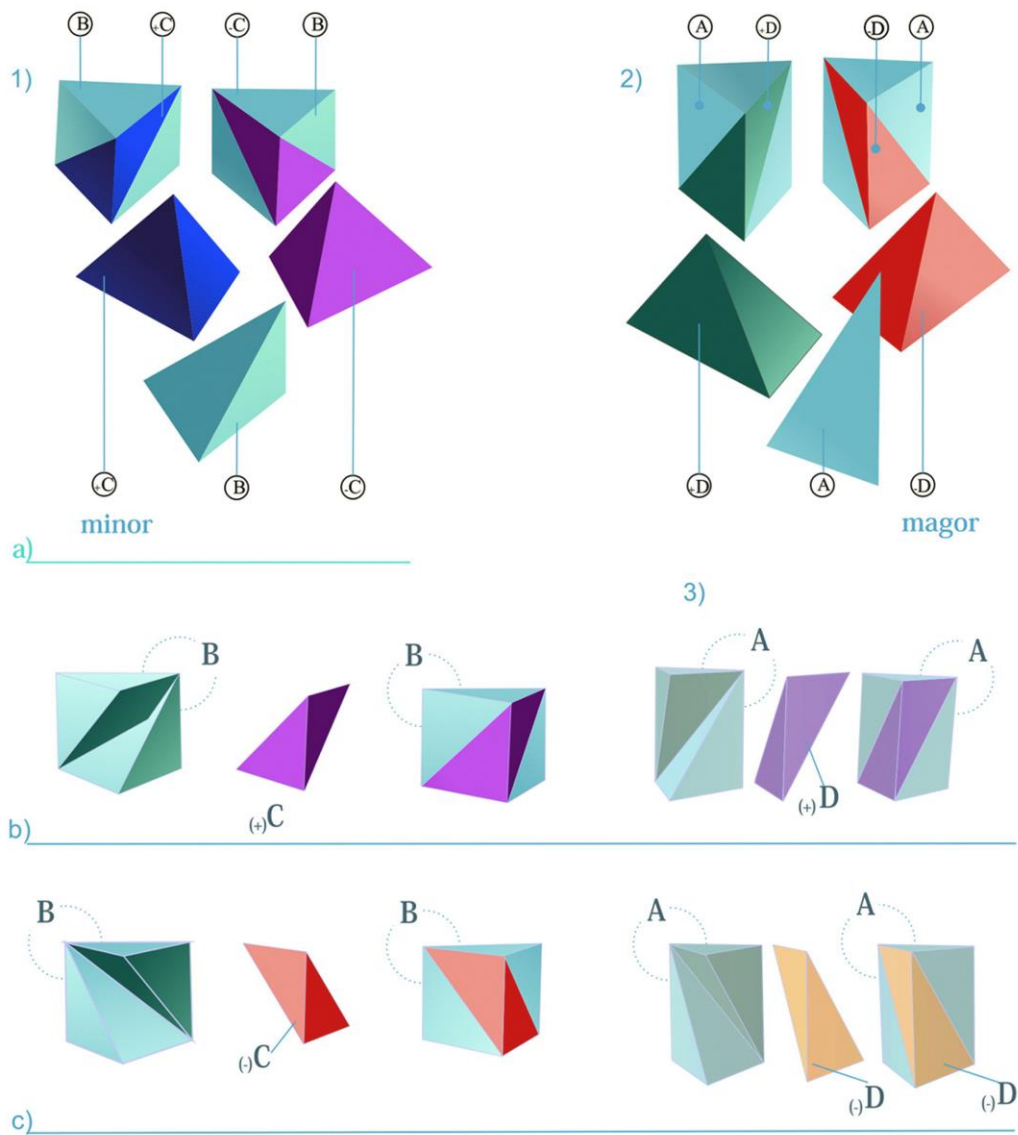 B +C -C B
A +D -D A
1)
2)
+C B -C
+D A -D
minor
magor
a)
3)
B
B
A
A
(+)C
(+)D
b)
B
B
A
A
(-)C
(-)D
(-)D
c)